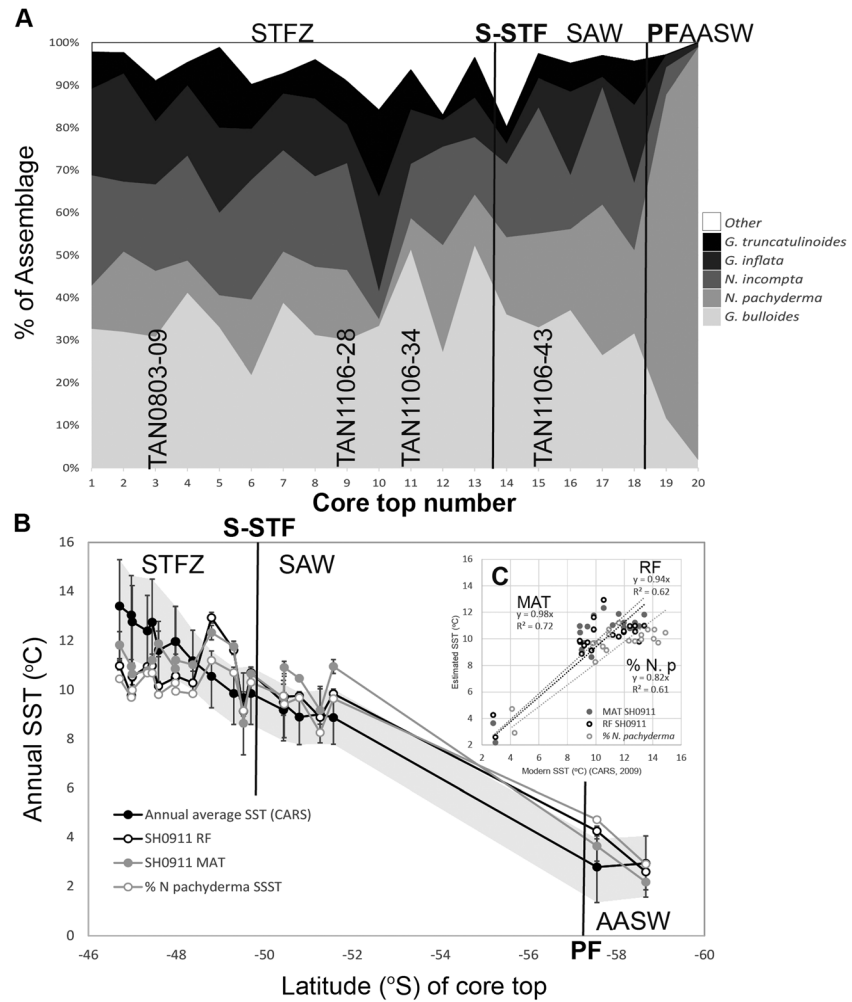 A
STFZ S-STF SAW PF AASW
100%
90%
80%
70%
60%
50%
40%
30%
20%
10%
0%
% of Assemblage
TAN0803-09
TAN1106-28
TAN1106-34
TAN1106-43
Other
G. truncatulinoides
G. inflata
N. incompta
N. pachyderma
G. bulloides
1 2 3 4 5 6 7 8 9 10 11 12 13 14 15 16 17 18 19 20
Core top number
B
S-STF
STFZ SAW
16
14
12
10
8
6
4
2
0
Annual SST (ºC)
Annual average SST (CARS)
SH0911 RF
SH0911 MAT
% N pachyderma SSST
AASW
PF
-46 -48 -50 -52 -54 -56 -58 -60
Latitude (ºS) of core top
C
RF
y = 0.94x
R² = 0.62
MAT
y = 0.98x
R² = 0.72
% N. p
y = 0.82x
R² = 0.61
MAT SH0911
RF SH0911
% N. pachyderma
16
14
12
10
8
6
4
2
Estimated SST (ºC)
2 4 6 8 10 12 14 16
Modern SST (ºC) (CARS, 2009)